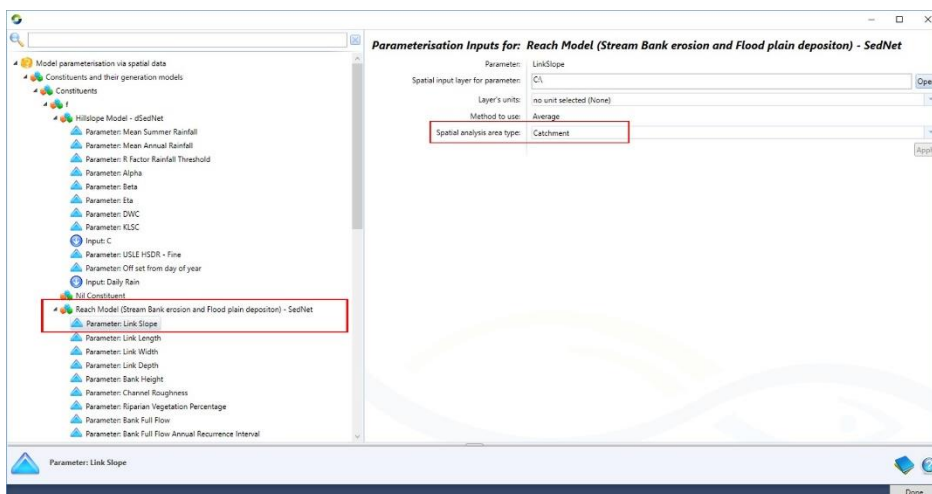 Parameterisation Inputs for: Reach Model (Stream Bank erosion and Flood plain depositon) - SedNet
Model parameterisation via spatial data
Constituents and their generation models
Constituents
f
Hillslope Model - dSedNet
Parameter: Mean Summer Rainfall
Parameter: Mean Annual Rainfall
Parameter: R Factor Rainfall Threshold
Parameter: Alpha
Parameter: Beta
Parameter: Eta
Parameter: DWC
Parameter: KLSC
Input: C
Parameter: USLE HSDR - Fine
Parameter: Off set from day of year
Input: Daily Rain
Nil Constituent
Reach Model (Stream Bank erosion and Flood plain depositon) - SedNet
Parameter: Link Slope
Parameter: Link Length
Parameter: Link Width
Parameter: Link Depth
Parameter: Bank Height
Parameter: Channel Roughness
Parameter: Riparian Vegetation Percentage
Parameter: Bank Full Flow
Parameter: Bank Full Flow Annual Recurrence Interval
Parameter: LinkSlope
Spatial input layer for parameter: C:\ Ope
Layer's units: no unit selected (None)
Method to use: Average
Spatial analysis area type: Catchment
Appl
Parameter: Link Slope
Done